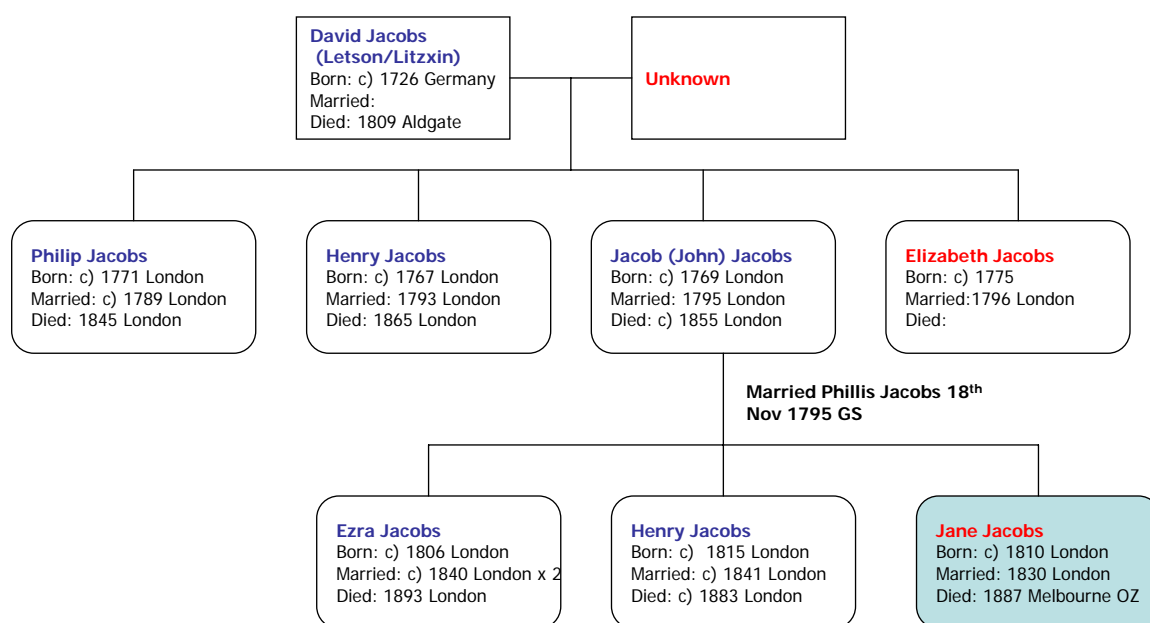 David Jacobs
(Letson/Litzxin)
Born: c) 1726 Germany
Married:
Died: 1809 Aldgate
Unknown
Philip Jacobs
Born: c) 1771 London
Married: c) 1789 London
Died: 1845 London
Henry Jacobs
Born: c) 1767 London
Married: 1793 London
Died: 1865 London
Jacob (John) Jacobs
Born: c) 1769 London
Married: 1795 London
Died: c) 1855 London
Elizabeth Jacobs
Born: c) 1775
Married:1796 London
Died:
Married Phillis Jacobs 18th
Nov 1795 GS
Ezra Jacobs
Born: c) 1806 London
Married: c) 1840 London x 2
Died: 1893 London
Henry Jacobs
Born: c)  1815 London
Married: c) 1841 London
Died: c) 1883 London
Jane Jacobs
Born: c) 1810 London
Married: 1830 London
Died: 1887 Melbourne OZ